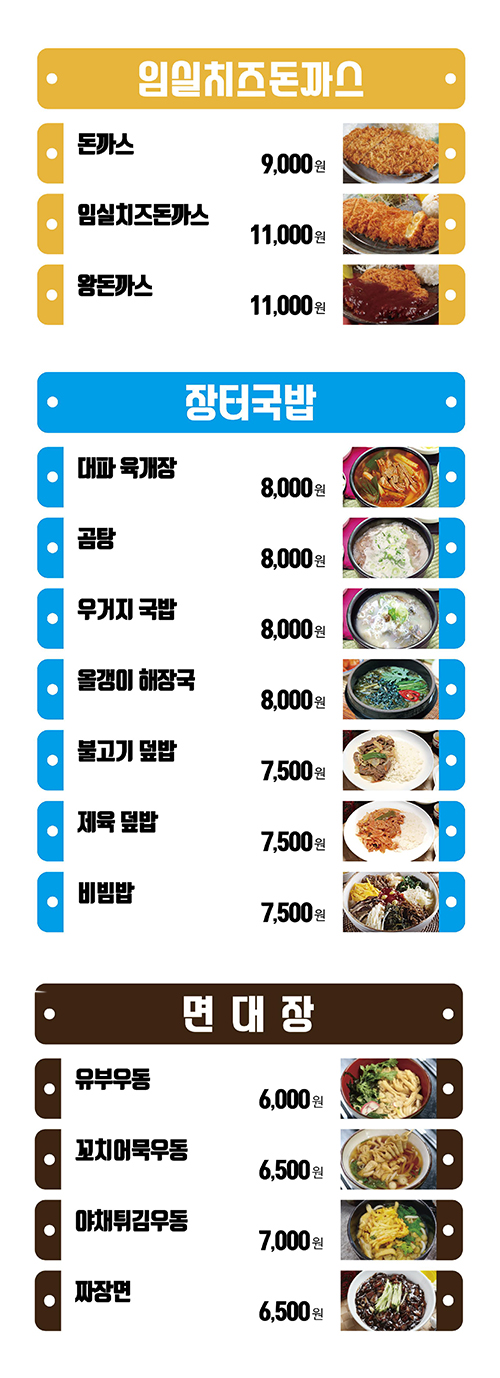 임실치즈돈까스
돈까스
9,000원
임실치즈돈까스
11,000원
왕돈까스
11,000원
장터국밥
대파 육개장
8,000원
곰탕
8,000원
우거지 국밥
8,000원
올갱이 해장국
8,000원
불고기 덮밥
7,500원
제육 덮밥
7,500원
비빔밥
7,500원
면 대 장
유부우동
6,000원
꼬치어묵우동
6,500원
야채튀김우동
7,000원
짜장면
6,500원